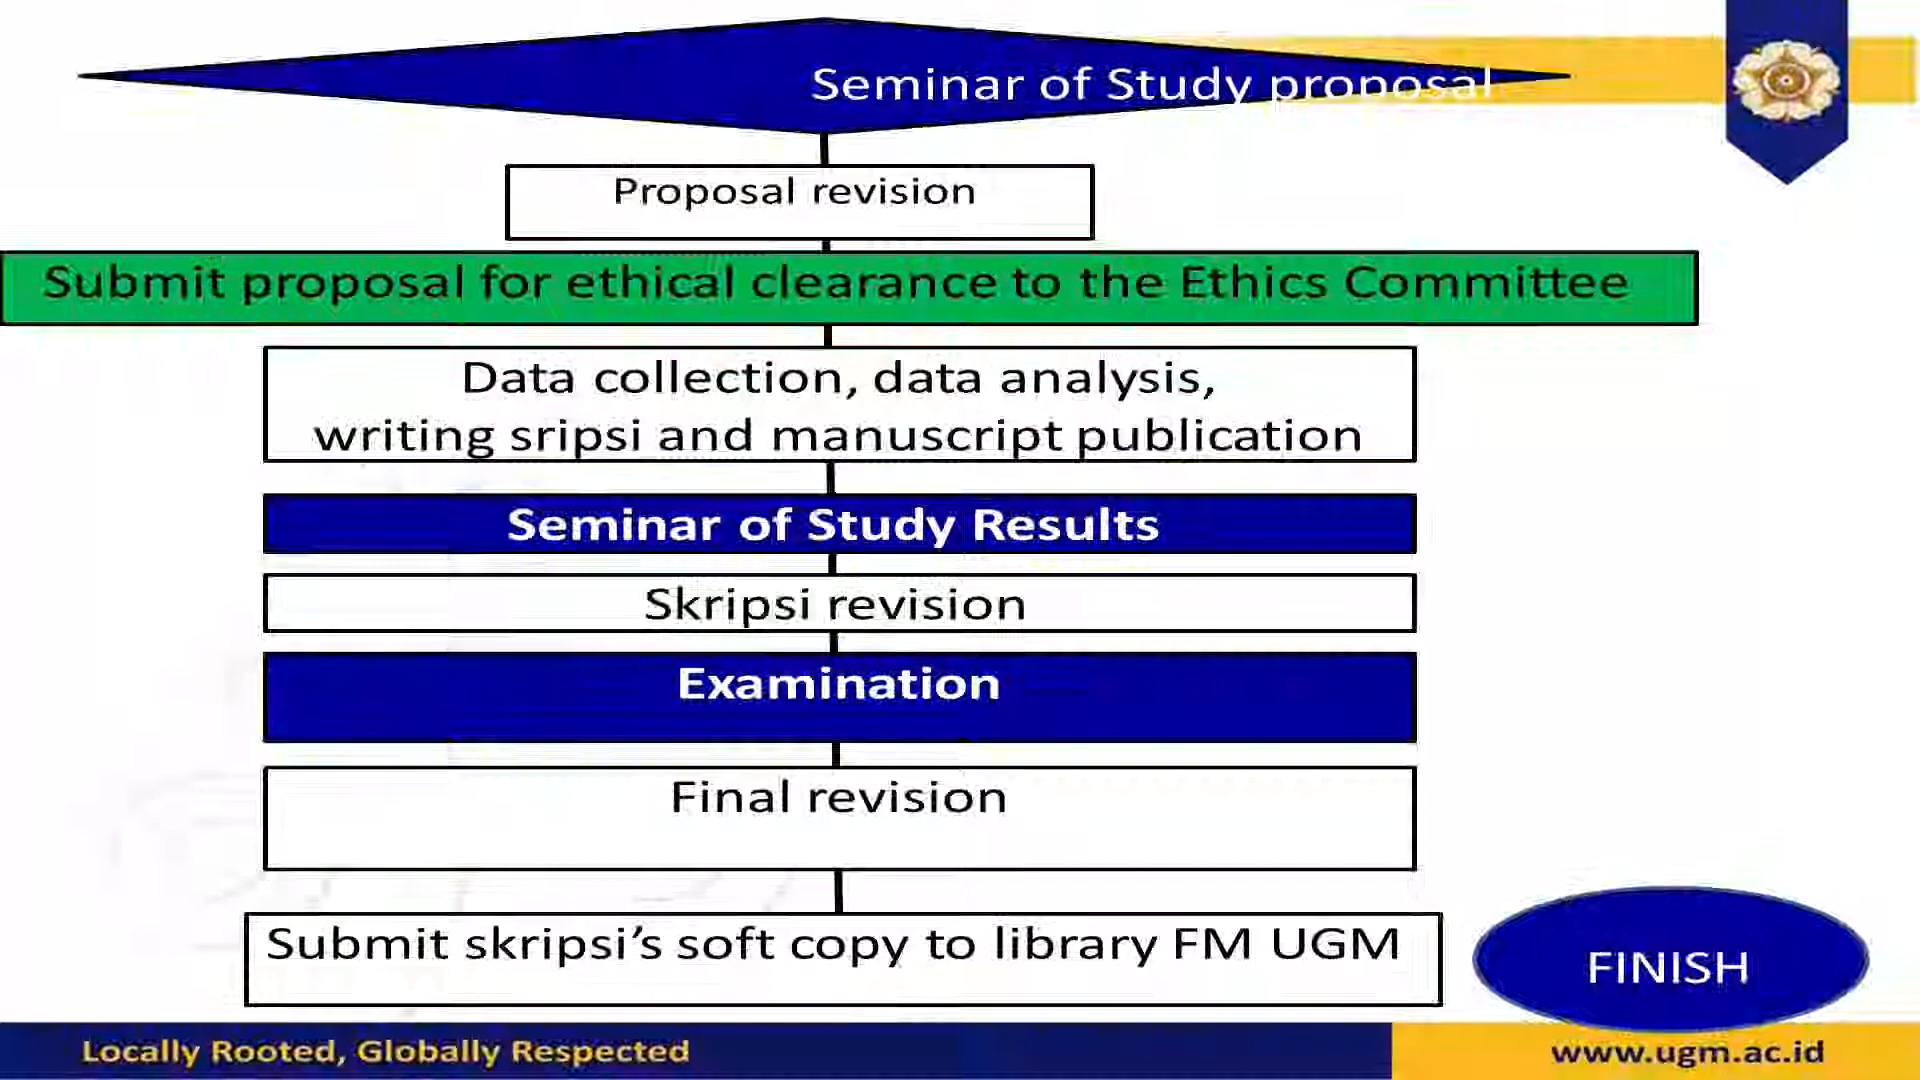 Seminar of Study proposal
Proposal revision
Submit proposal for ethical clearance to the Ethics Committee
Data collection, data analysis,
writing sripsi and manuscript publication
Seminar of Study Results
Skripsi revision
Examination
Final revision
Submit skripsi’s soft copy to library FM UGM
FINISH
Locally Rooted, Globally Respected
www.ugm.ac.id